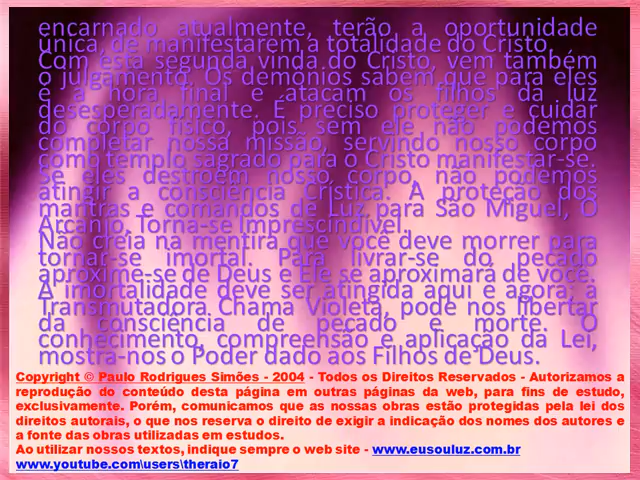 encarnado atualmente, terão a oportunidade
única, de manifestarem a totalidade do Cristo.
Com esta segunda vinda do Cristo, vem também
o julgamento. Os demônios sabem que para eles
é a hora final e atacam os filhos da luz
desesperadamente. É preciso proteger e cuidar
do corpo físico, pois sem ele não podemos
completar nossa missão, servindo nosso corpo
como templo sagrado para o Cristo manifestar-se.
Se eles destroem nosso corpo, não podemos
atingir a consciência Crística. A proteção dos
mantras e comandos de Luz para São Miguel, O
Arcanjo. Torna-se Imprescindível.
Não creia na mentira que você deve morrer para
tornar-se imortal. Para livrar-se do pecado
aproxime-se de Deus e Ele se aproximará de você.
A imortalidade deve ser atingida aqui e agora, a
Transmutadora Chama Violeta, pode nos libertar
da consciência de pecado e morte. O
conhecimento, compreensão e aplicação da Lei,
mostra-nos o Poder dado aos Filhos de Deus.
Copyright © Paulo Rodrigues Simões - 2004 - Todos os Direitos Reservados - Autorizamos a
reprodução do conteúdo desta página em outras páginas da web, para fins de estudo,
exclusivamente. Porém, comunicamos que as nossas obras estão protegidas pela lei dos
direitos autorais, o que nos reserva o direito de exigir a indicação dos nomes dos autores e
a fonte das obras utilizadas em estudos.
Ao utilizar nossos textos, indique sempre o web site - www.eusouluz.com.br
www.youtube.com\users\theraio7